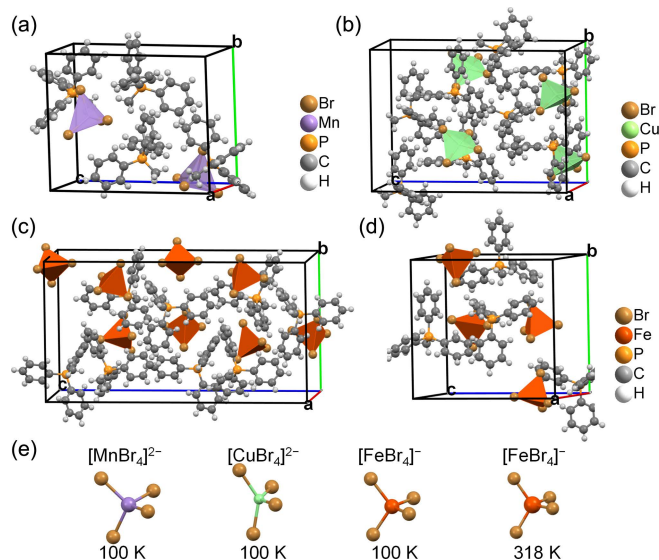 (a)
b
c
a
Br
Mn
P
C
H
(b)
b
c
a
Br
Cu
P
C
H
(c)
b
c
a
(d)
b
c
a
Br
Fe
P
C
H
(e)
[MnBr₄]²⁻ [CuBr₄]²⁻ [FeBr₄]⁻ [FeBr₄]⁻
100 K 100 K 100 K 318 K